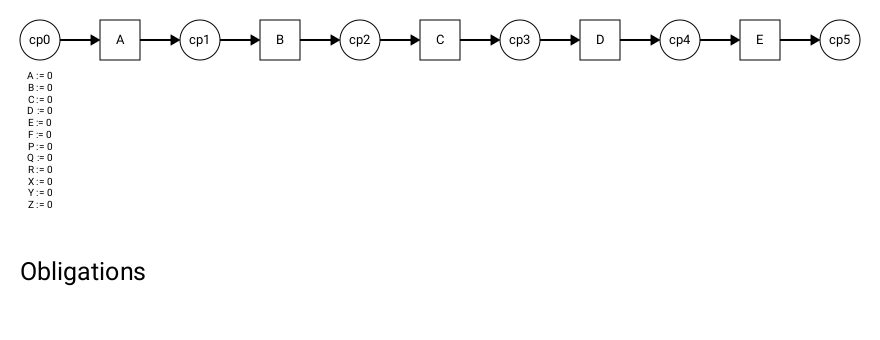 cp0 A cp1 B cp2 C cp3 D cp4 E cp5
A := 0
B := 0
C := 0
D := 0
E := 0
F := 0
P := 0
Q := 0
R := 0
X := 0
Y := 0
Z := 0
Obligations